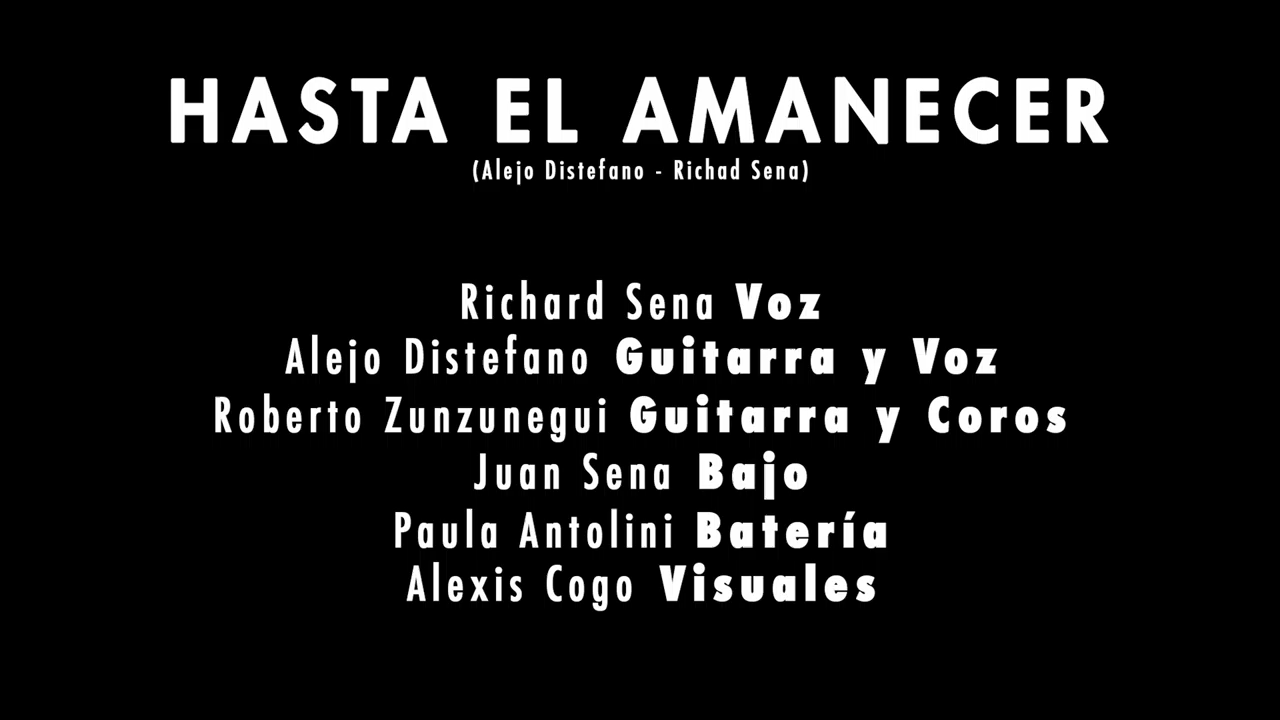 HASTA EL AMANECER
(Alejo Distefano - Richad Sena)
Richard Sena Voz
Alejo Distefano Guitarra y Voz
Roberto Zunzunegui Guitarra y Coros
Juan Sena Bajo
Paula Antolini Batería
Alexis Cogo Visuales